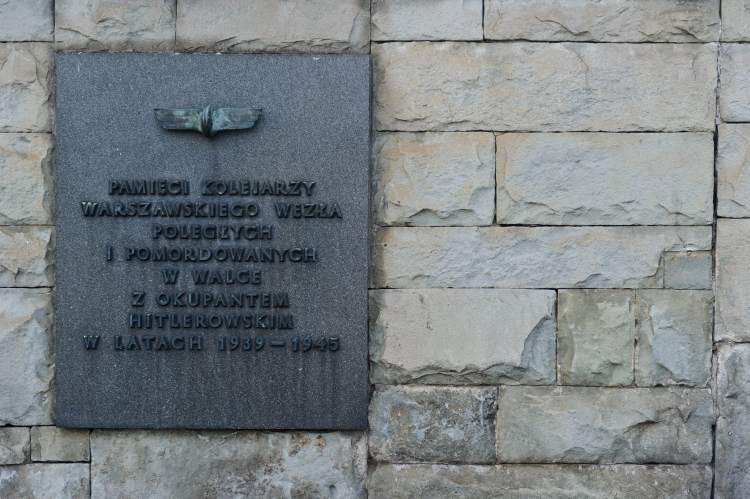 PAMIĘCI KOLEJARZY
WARSZAWSKIEGO WĘZŁA
POLEGŁYCH
I POMORDOWANYCH
W WALCE
Z OKUPANTEM
HITLEROWSKIM
W LATACH 1939-1945